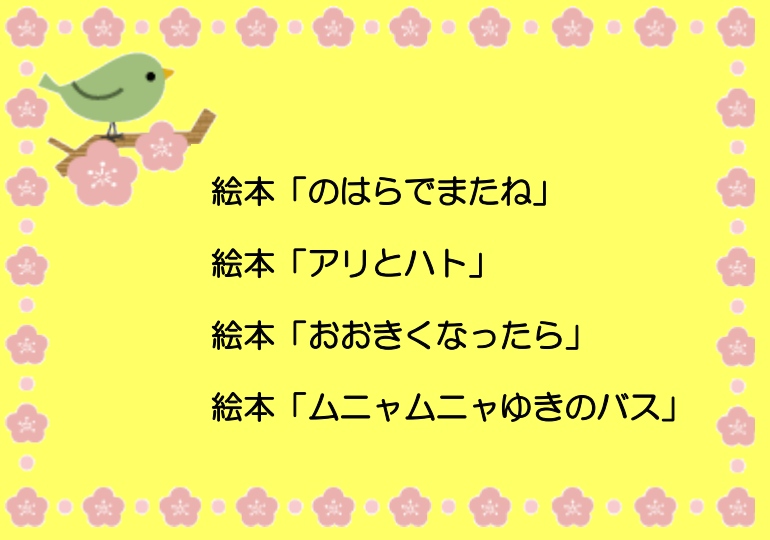 絵本「のはらでまたね」
絵本「アリとハト」
絵本「おおきくなったら」
絵本「ムニャムニャゆきのバス」